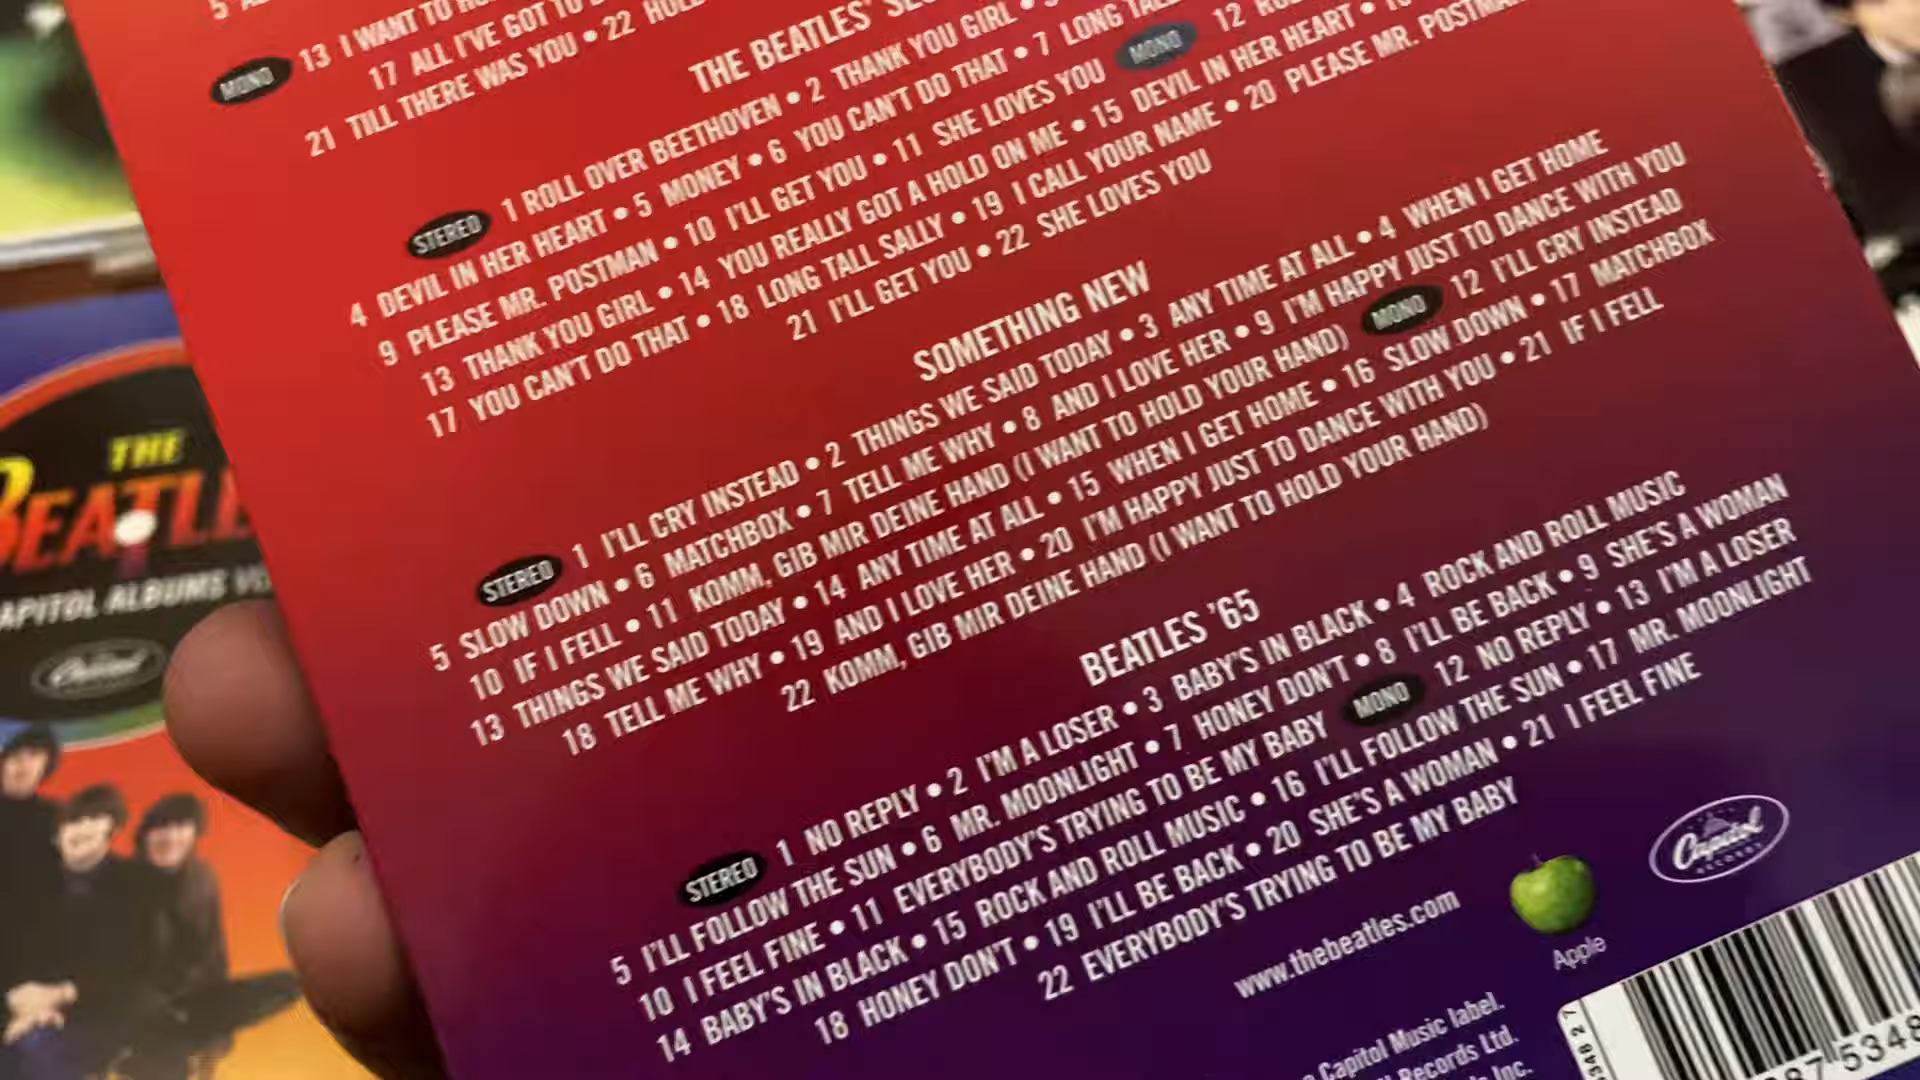 13 I WANT TO
MONO 17 ALL I'VE GOT TO
21 TILL THERE WAS YOU • 22
THE BEATLES'
STEREO 1 ROLL OVER BEETHOVEN • 2 THANK YOU GIRL •
4 DEVIL IN HER HEART • 5 MONEY • 6 YOU CAN'T DO THAT • 7 LONG
9 PLEASE MR. POSTMAN • 10 I'LL GET YOU • 11 SHE LOVES YOU MONO 12
13 THANK YOU GIRL • 14 YOU REALLY GOT A HOLD ON ME • 15 DEVIL IN HER HEART •
17 YOU CAN'T DO THAT • 18 LONG TALL SALLY • 19 I CALL YOUR NAME • 20 PLEASE MR.
21 I'LL GET YOU • 22 SHE LOVES YOU
SOMETHING NEW
STEREO 1 I'LL CRY INSTEAD • 2 THINGS WE SAID TODAY • 3 ANY TIME AT ALL • 4 WHEN I GET HOME
5 SLOW DOWN • 6 MATCHBOX • 7 TELL ME WHY • 8 AND I LOVE HER • 9 I'M HAPPY JUST TO DANCE WITH YOU
10 IF I FELL • 11 KOMM, GIB MIR DEINE HAND (I WANT TO HOLD YOUR HAND) MONO 12 I'LL CRY INSTEAD
13 THINGS WE SAID TODAY • 14 ANY TIME AT ALL • 15 WHEN I GET HOME • 16 SLOW DOWN • 17 MATCHBOX
18 TELL ME WHY • 19 AND I LOVE HER • 20 I'M HAPPY JUST TO DANCE WITH YOU • 21 IF I FELL
22 KOMM, GIB MIR DEINE HAND (I WANT TO HOLD YOUR HAND)
BEATLES '65
STEREO 1 NO REPLY • 2 I'M A LOSER • 3 BABY'S IN BLACK • 4 ROCK AND ROLL MUSIC
5 I'LL FOLLOW THE SUN • 6 MR. MOONLIGHT • 7 HONEY DON'T • 8 I'LL BE BACK • 9 SHE'S A WOMAN
10 I FEEL FINE • 11 EVERYBODY'S TRYING TO BE MY BABY MONO 12 NO REPLY • 13 I'M A LOSER
14 BABY'S IN BLACK • 15 ROCK AND ROLL MUSIC • 16 I'LL FOLLOW THE SUN • 17 MR. MOONLIGHT
18 HONEY DON'T • 19 I'LL BE BACK • 20 SHE'S A WOMAN • 21 I FEEL FINE
22 EVERYBODY'S TRYING TO BE MY BABY
www.thebeatles.com
Apple
Capitol
RECORDS
Capitol Music label.
Records Ltd.
Inc.
THE
ALBUMS
Capitol